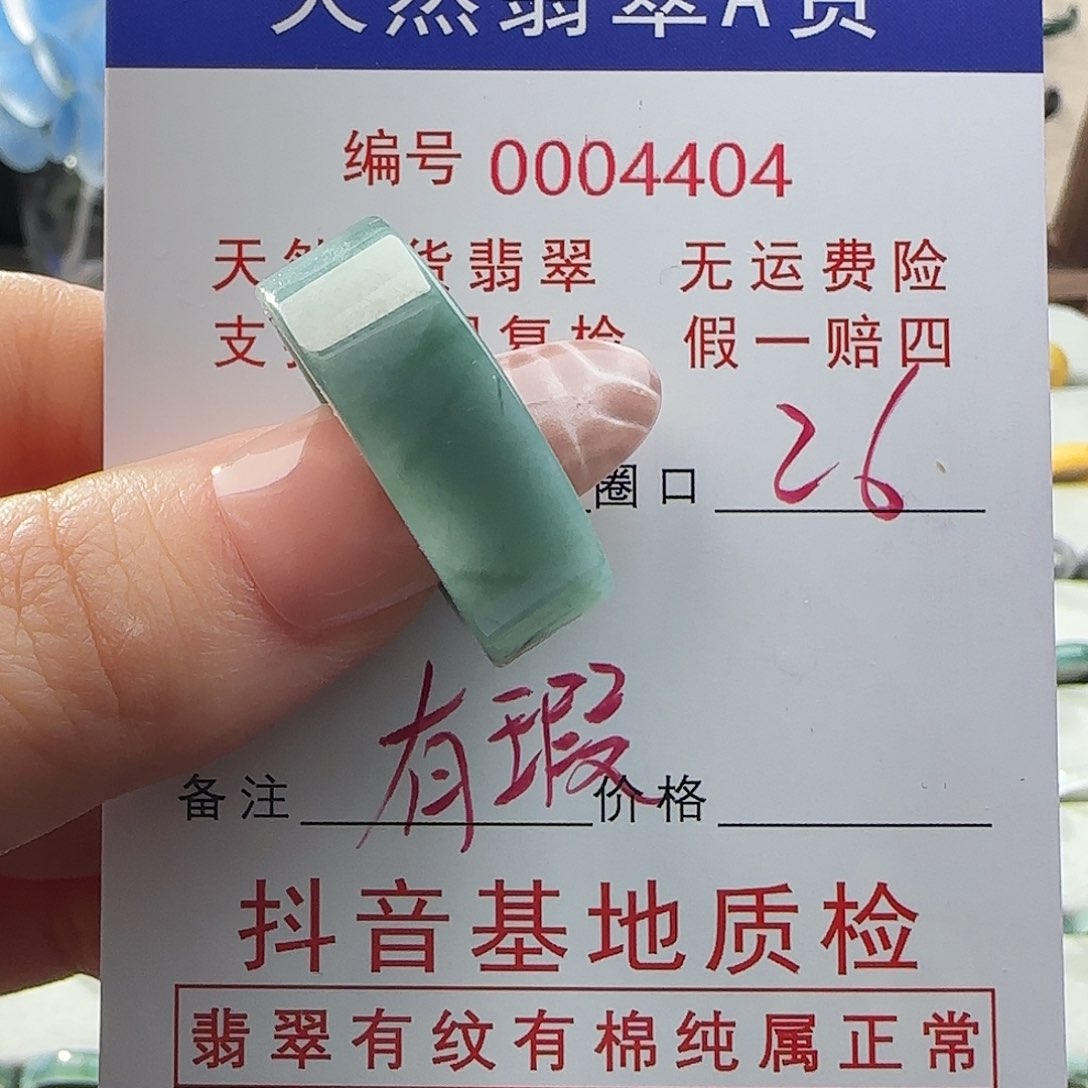 天然翡翠A货
编号 0004404
天然 货翡翠 无运费险
支 复检 假一赔四
圈口 26
备注 有瑕 价格
抖音基地质检
翡翠有纹有棉纯属正常